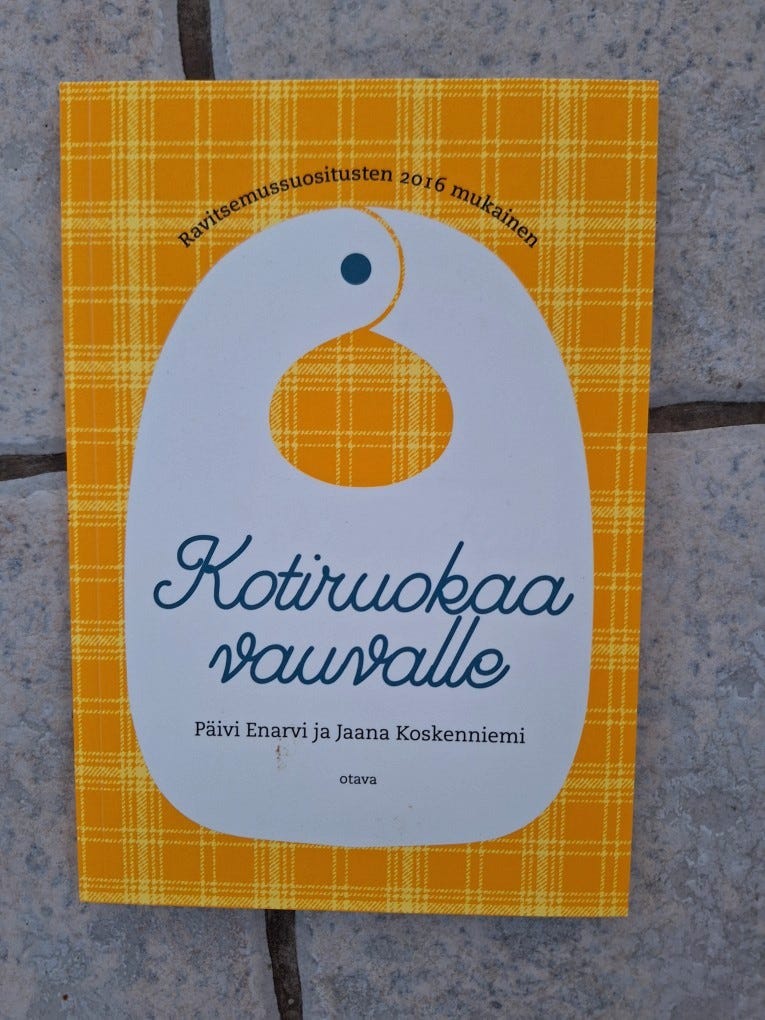 Ravitsemussuositusten 2016 mukainen
Kotiruokaa
vauvalle
Päivi Enarvi ja Jaana Koskenniemi
otava